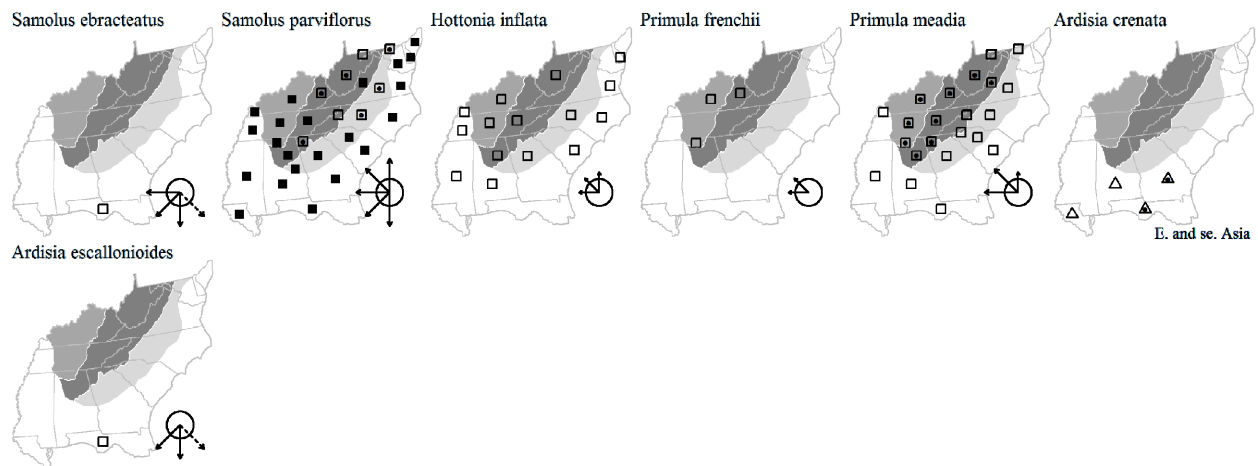 Samolus ebracteatus
Samolus parviflorus
Hottonia inflata
Primula frenchii
Primula meadia
Ardisia crenata
E. and se. Asia
Ardisia escallonioides